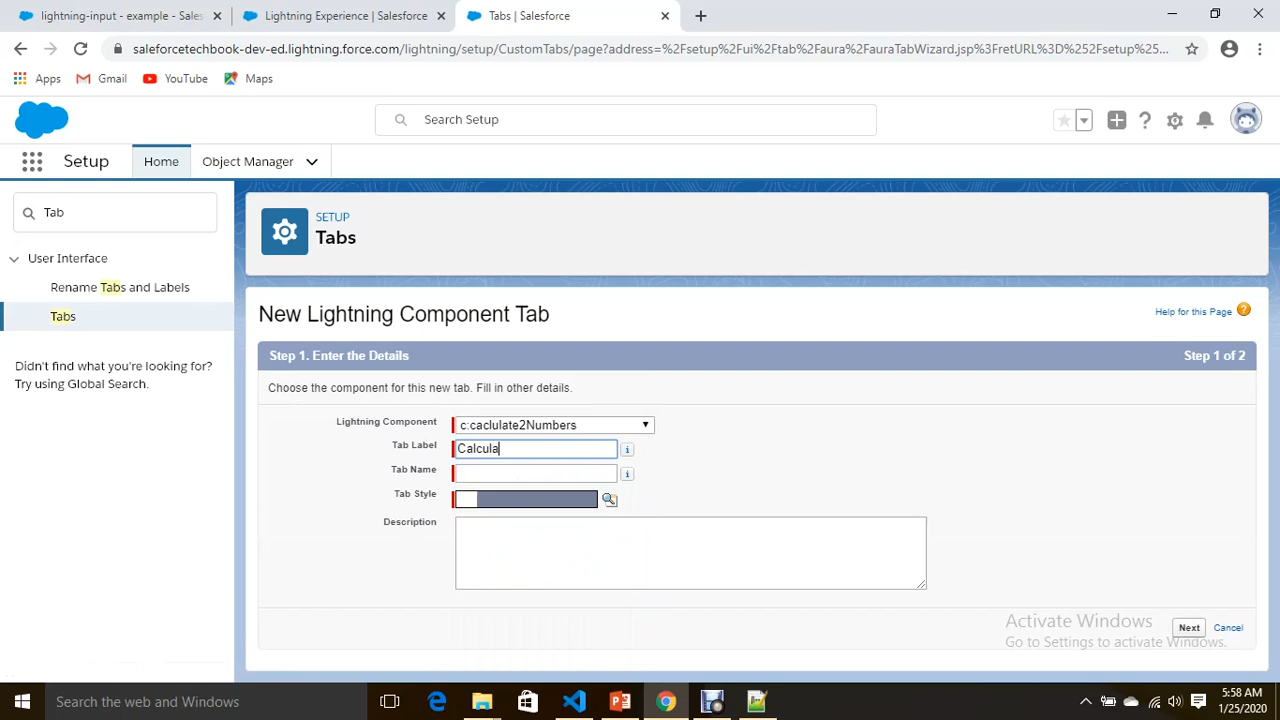 lightning-input - example - Sales
Lightning Experience | Salesforce
Tabs | Salesforce
saleforcetechbook-dev-ed.lightning.force.com/lightning/setup/CustomTabs/page?address=%2Fsetup%2Fui%2Ftab%2Faura%2FauraTabWizard.jsp%3FretURL%3D%252Fsetup%25...
Apps
Gmail
YouTube
Maps
Search Setup
Setup
Home
Object Manager
Tab
User Interface
Rename Tabs and Labels
Tabs
Didn't find what you're looking for?
Try using Global Search.
SETUP
Tabs
New Lightning Component Tab
Help for this Page
Step 1. Enter the Details
Step 1 of 2
Choose the component for this new tab. Fill in other details.
Lightning Component
c:caclulate2Numbers
Tab Label
Calcula
Tab Name
Tab Style
Description
Activate Windows
Go to Settings to activate Windows.
Next
Cancel
Search the web and Windows
5:58 AM
1/25/2020